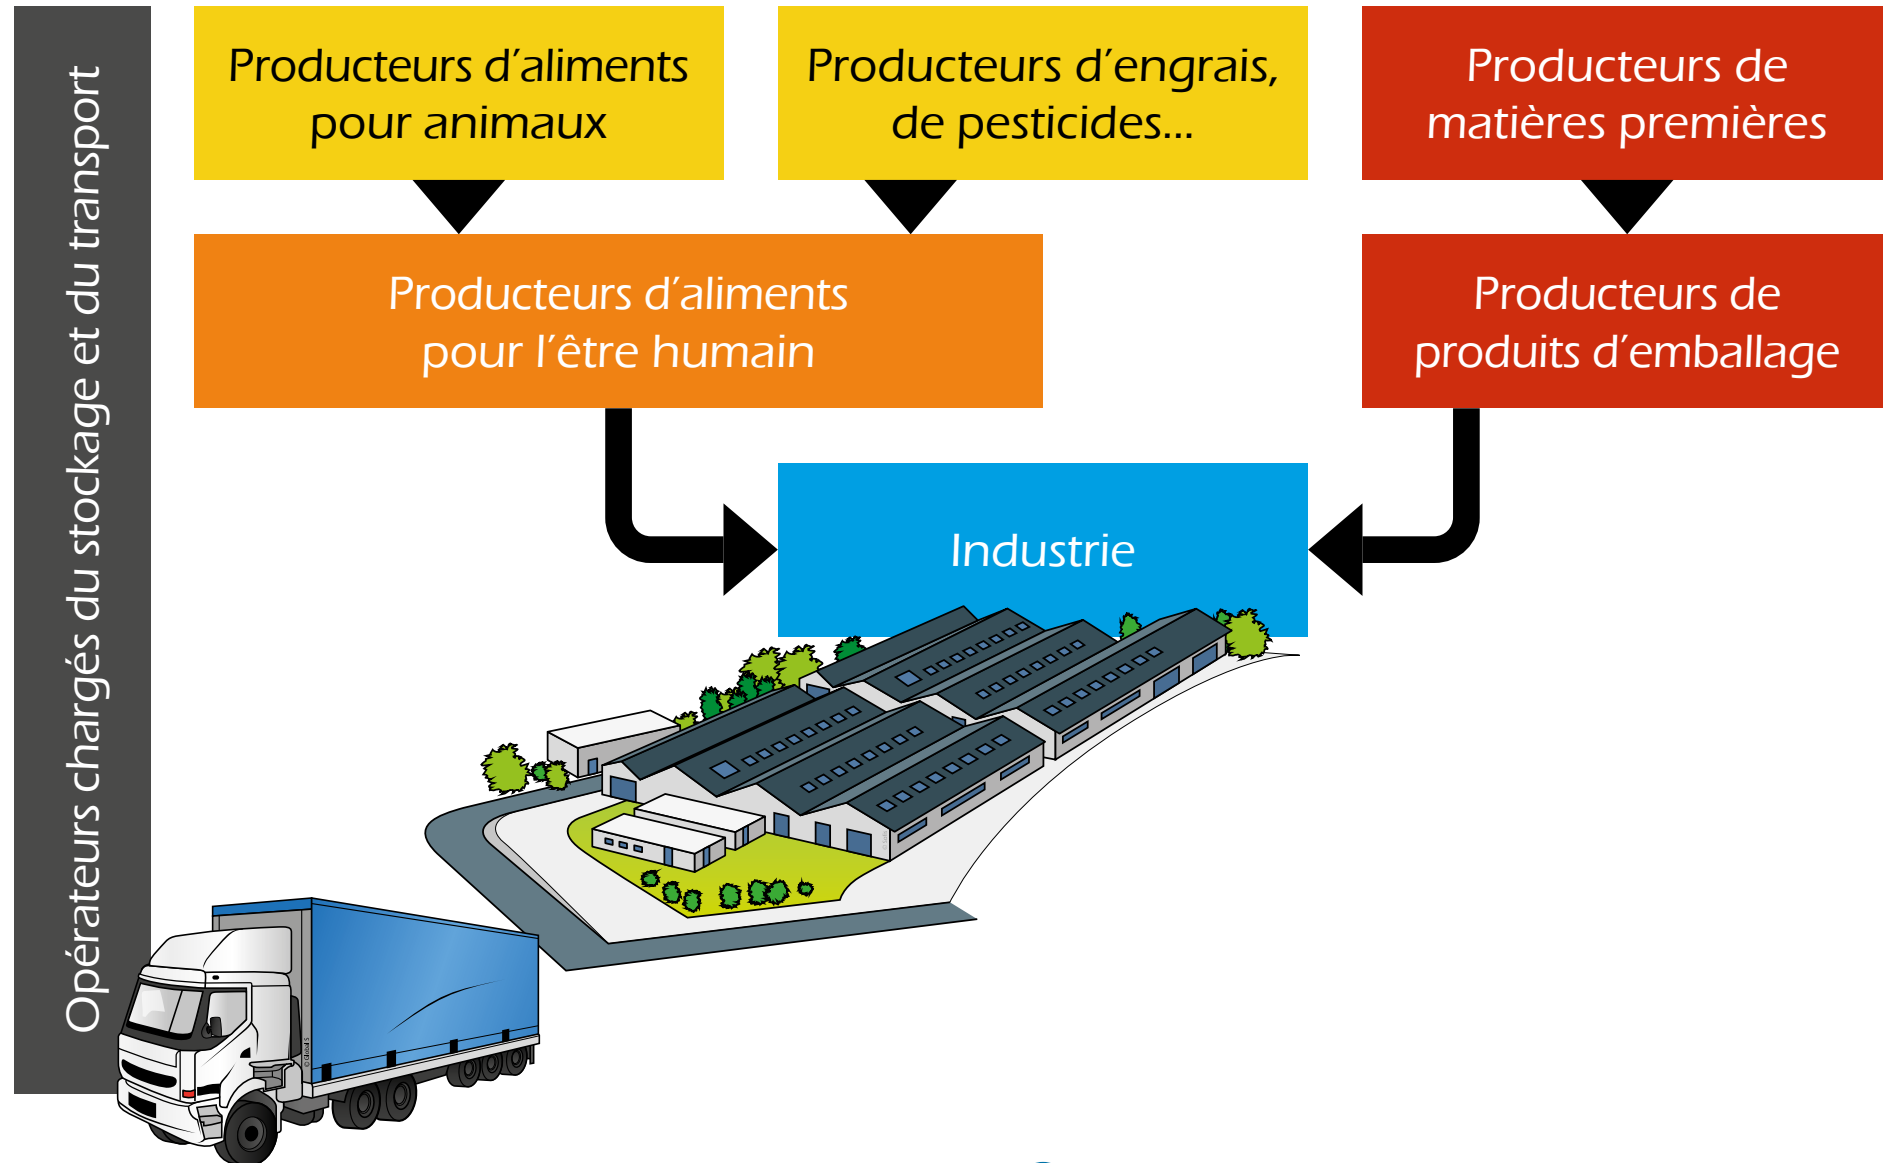 Opérateurs chargés du stockage et du transport
Producteurs d’aliments
pour animaux
Producteurs d’engrais,
de pesticides...
Producteurs de
matières premières
Producteurs d’aliments
pour l’être humain
Producteurs de
produits d’emballage
Industrie